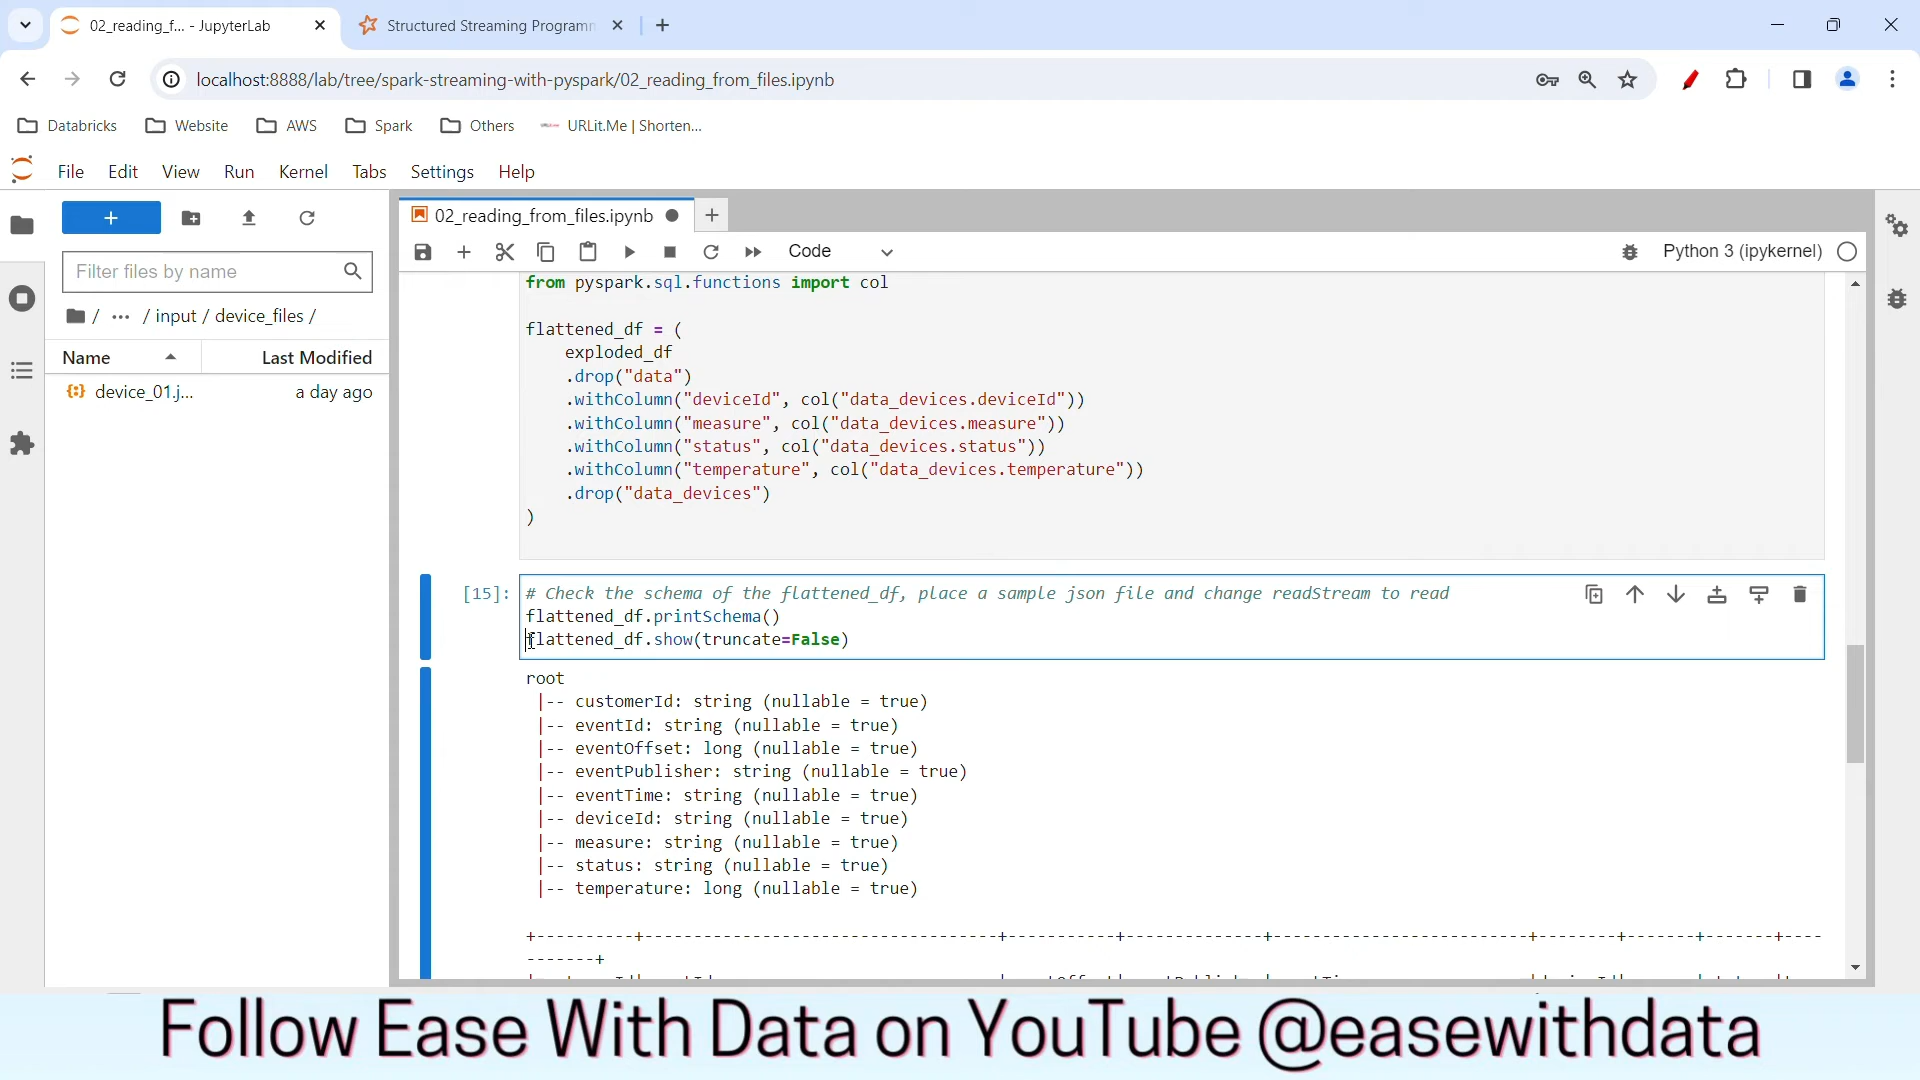 02_reading_f... - JupyterLab
Structured Streaming Programm
localhost:8888/lab/tree/spark-streaming-with-pyspark/02_reading_from_files.ipynb
Databricks
Website
AWS
Spark
Others
URLit.Me | Shorten...
File Edit View Run Kernel Tabs Settings Help
02_reading_from_files.ipynb
Code
Python 3 (ipykernel)
Filter files by name
/ ... / input / device_files /
Name
Last Modified
device_01.j...
a day ago
from pyspark.sql.functions import col
flattened_df = (
exploded_df
.drop("data")
.withColumn("deviceId", col("data_devices.deviceId"))
.withColumn("measure", col("data_devices.measure"))
.withColumn("status", col("data_devices.status"))
.withColumn("temperature", col("data_devices.temperature"))
.drop("data_devices")
)
[15]:
# Check the schema of the flattened_df, place a sample json file and change readStream to read
flattened_df.printSchema()
flattened_df.show(truncate=False)
root
|-- customerId: string (nullable = true)
|-- eventId: string (nullable = true)
|-- eventOffset: long (nullable = true)
|-- eventPublisher: string (nullable = true)
|-- eventTime: string (nullable = true)
|-- deviceId: string (nullable = true)
|-- measure: string (nullable = true)
|-- status: string (nullable = true)
|-- temperature: long (nullable = true)
Follow Ease With Data on YouTube @easewithdata